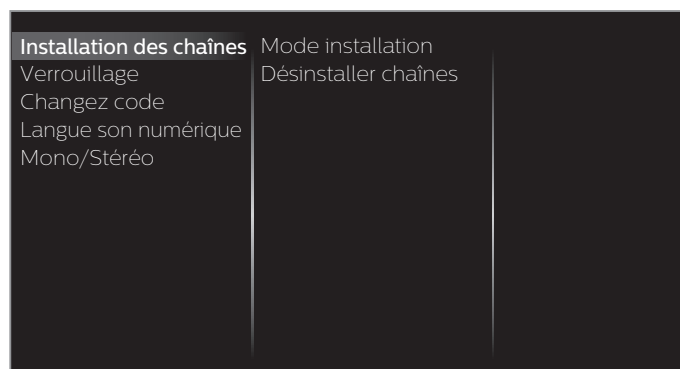 Installation des chaînes
Verrouillage
Changez code
Langue son numérique
Mono/Stéréo
Mode installation
Désinstaller chaînes